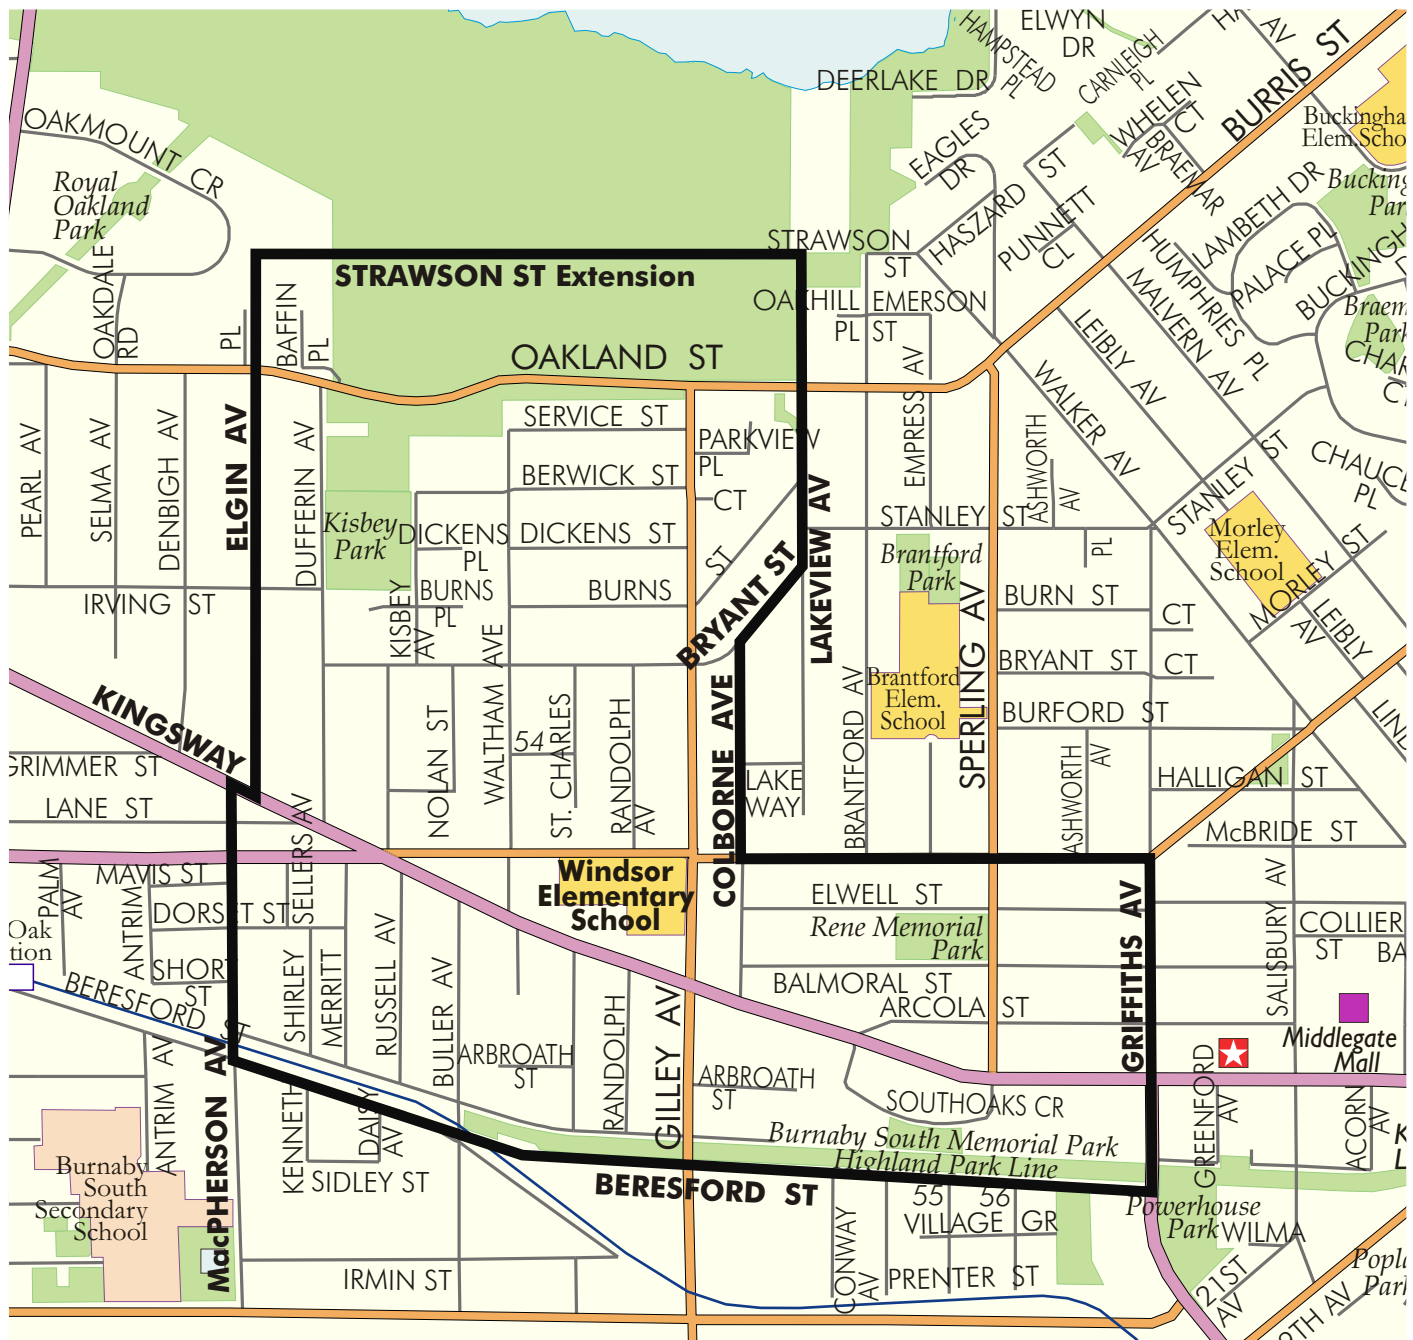 ELWYN
DR
HAMPSTEAD
PL
CARNLEIGH
PL
AV
BURRIS ST
DEERLAKE DR
WHELEN
CT
AV
BRAEMAR
EAGLES
DR
OAKMOUNT CR
Royal
Oakland
Park
HASZARD ST
PUNNETT
CL
LAMBETH DR
PALACE PL
HUMPHRIES PL
MALVERN AV
LEIBLY AV
WALKER AV
STRAWSON
ST
STRAWSON ST Extension
OAKHILL
PL
EMERSON
ST
OAKDALE
RD
PL
BAFFIN
PL
OAKLAND ST
EMPRESS AV
PEARL AV
SELMA AV
DENBIGH AV
ELGIN AV
DUFFERIN AV
SERVICE ST
PARKVIEW
PL
BERWICK ST
CT
ASHWORTH
AV
STANLEY ST
CHAUCE
PL
Kisbey
Park
DICKENS
PL
DICKENS ST
STANLEY ST
Morley
Elem.
School
MORLEY ST
LEIBLY
AV
Brantford
Park
PL
IRVING ST
KISBEY
AV
BURNS
PL
BURNS
ST
BRYANT ST
LAKEVIEW AV
BURN ST
CT
BRYANT ST
CT
Brantford
Elem.
School
SPERLING AV
BURFORD ST
KINGSWAY
GRIMMER ST
LANE ST
NOLAN ST
WALTHAM AVE
54
ST. CHARLES
RANDOLPH
AV
COLBORNE AVE
LAKE
WAY
BRANTFORD AV
ASHWORTH
AV
HALLIGAN ST
McBRIDE ST
PALM
AV
MAVIS ST
ANTRIM
DORSET ST
SELLERS AV
Windsor
Elementary
School
ELWELL ST
Rene Memorial
Park
GRIFFITHS AV
SALISBURY AV
COLLIER
ST
BA
Oak
tion
SHORT
ST
BERESFORD ST
SHIRLEY
MERRITT
RUSSELL AV
BULLER AV
BALMORAL ST
ARCOLA ST
Middlegate
Mall
ANTRIM AV
MacPHERSON AV
ARBROATH
ST
RANDOLPH
GILLEY AV
ARBROATH
ST
SOUTHOAKS CR
GREENFORD
AV
ACORN
AV
KENNETH
DAISY
AV
SIDLEY ST
Burnaby South Memorial Park
Highland Park Line
BERESFORD ST
Burnaby
South
Secondary
School
55
56
VILLAGE GR
Powerhouse
Park
WILMA
CONWAY
AV
PRENTER ST
IRMIN ST
21ST
AV